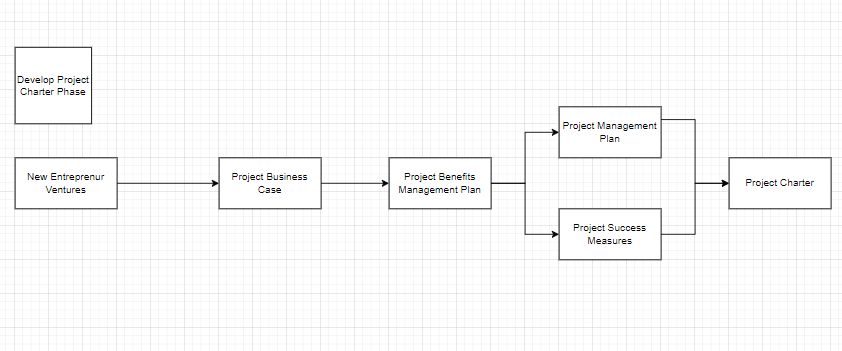 Develop Project
Charter Phase
New Entreprenur
Ventures
Project Business
Case
Project Benefits
Management Plan
Project Management
Plan
Project Success
Measures
Project Charter